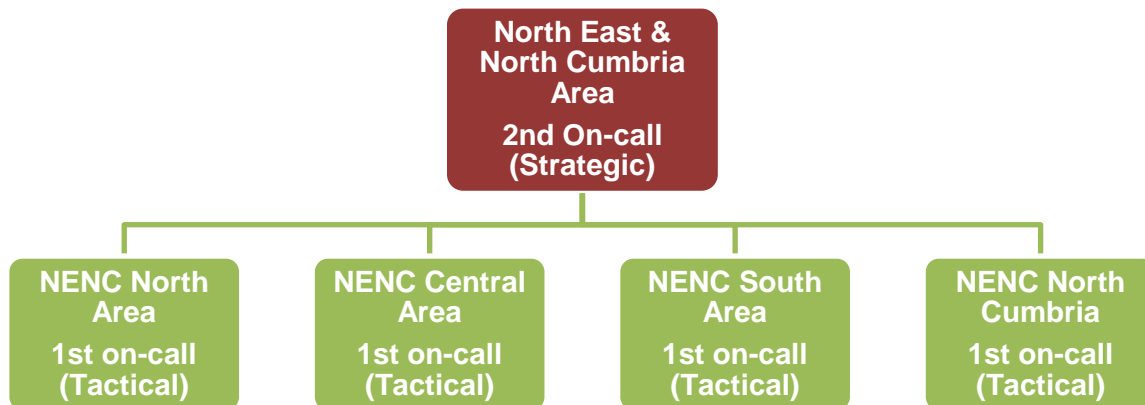 North East &
North Cumbria
Area
2nd On-call
(Strategic)
NENC North
Area
1st on-call
(Tactical)
NENC Central
Area
1st on-call
(Tactical)
NENC South
Area
1st on-call
(Tactical)
NENC North
Cumbria
1st on-call
(Tactical)